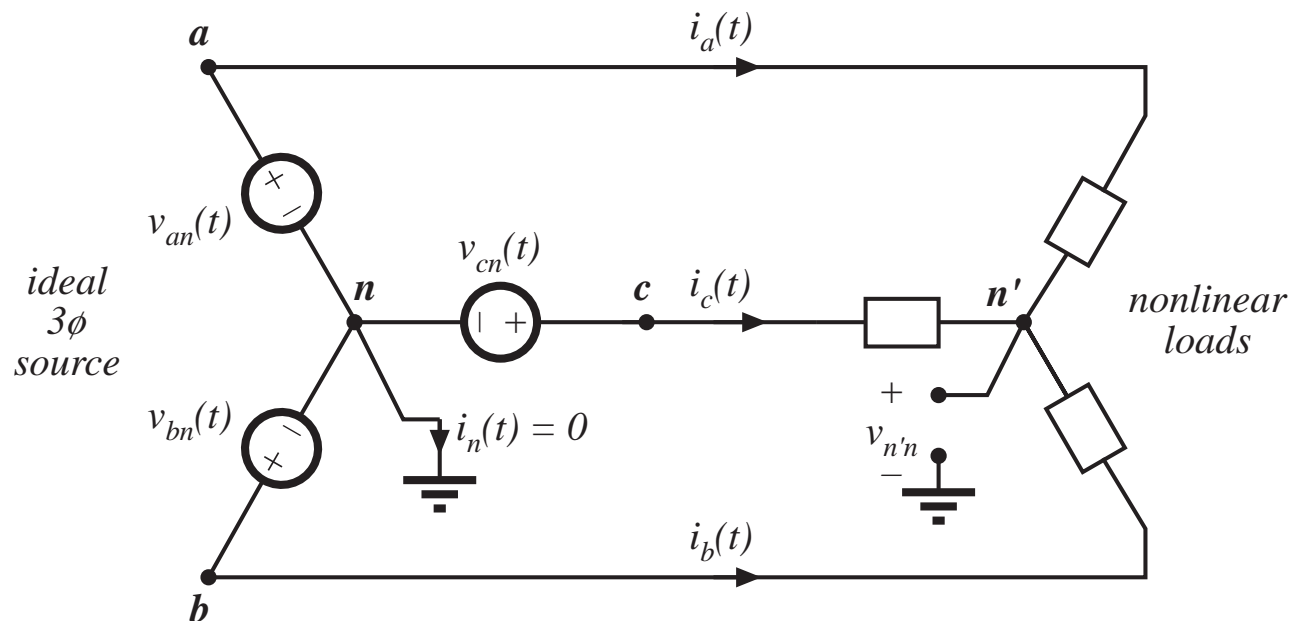 a
i_a(t)
v_an(t)
v_cn(t)
ideal
3ϕ
source
n
c
i_c(t)
n'
nonlinear
loads
v_bn(t)
i_n(t) = 0
+
v_n'n
–
i_b(t)
b